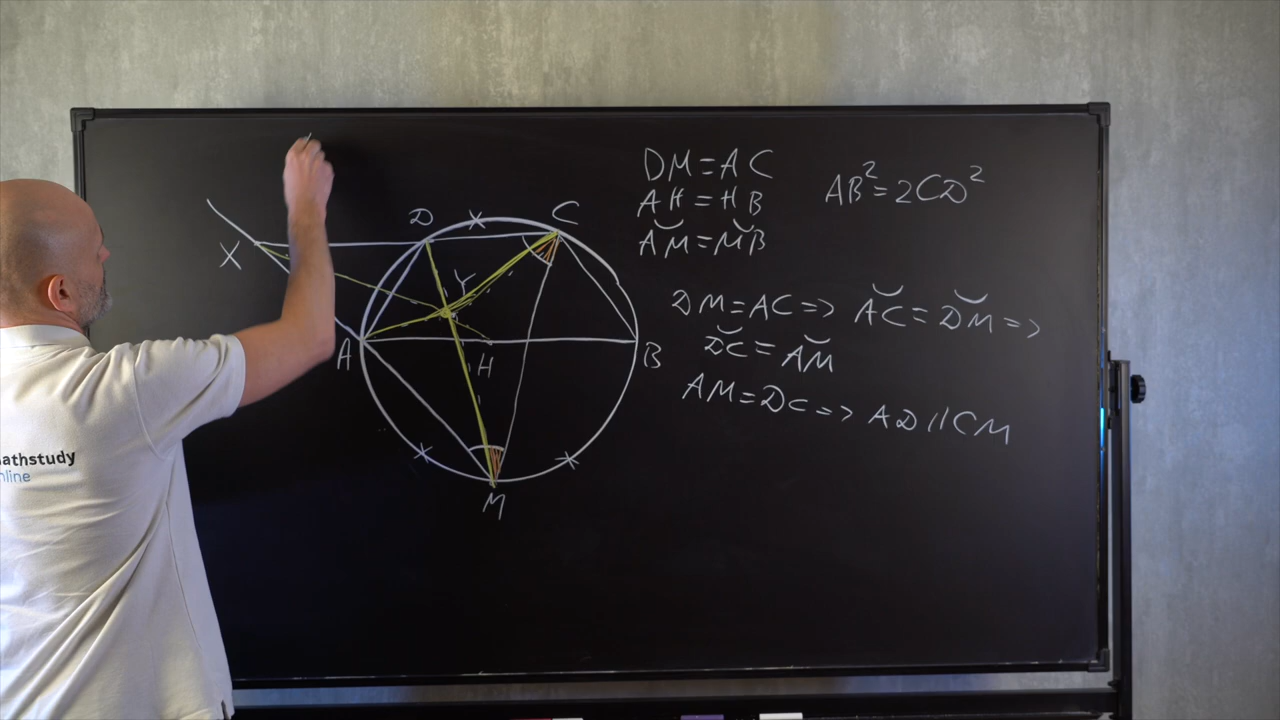 DM=AC
AB²=2CD²
AH=HB
A͝M=M͝B
DM=AC=> A͝C=D͝M=>
D͝C=A͝M
AM=DC=> AD||CM
D
C
X
Y
A
H
B
M
athstudy
nline